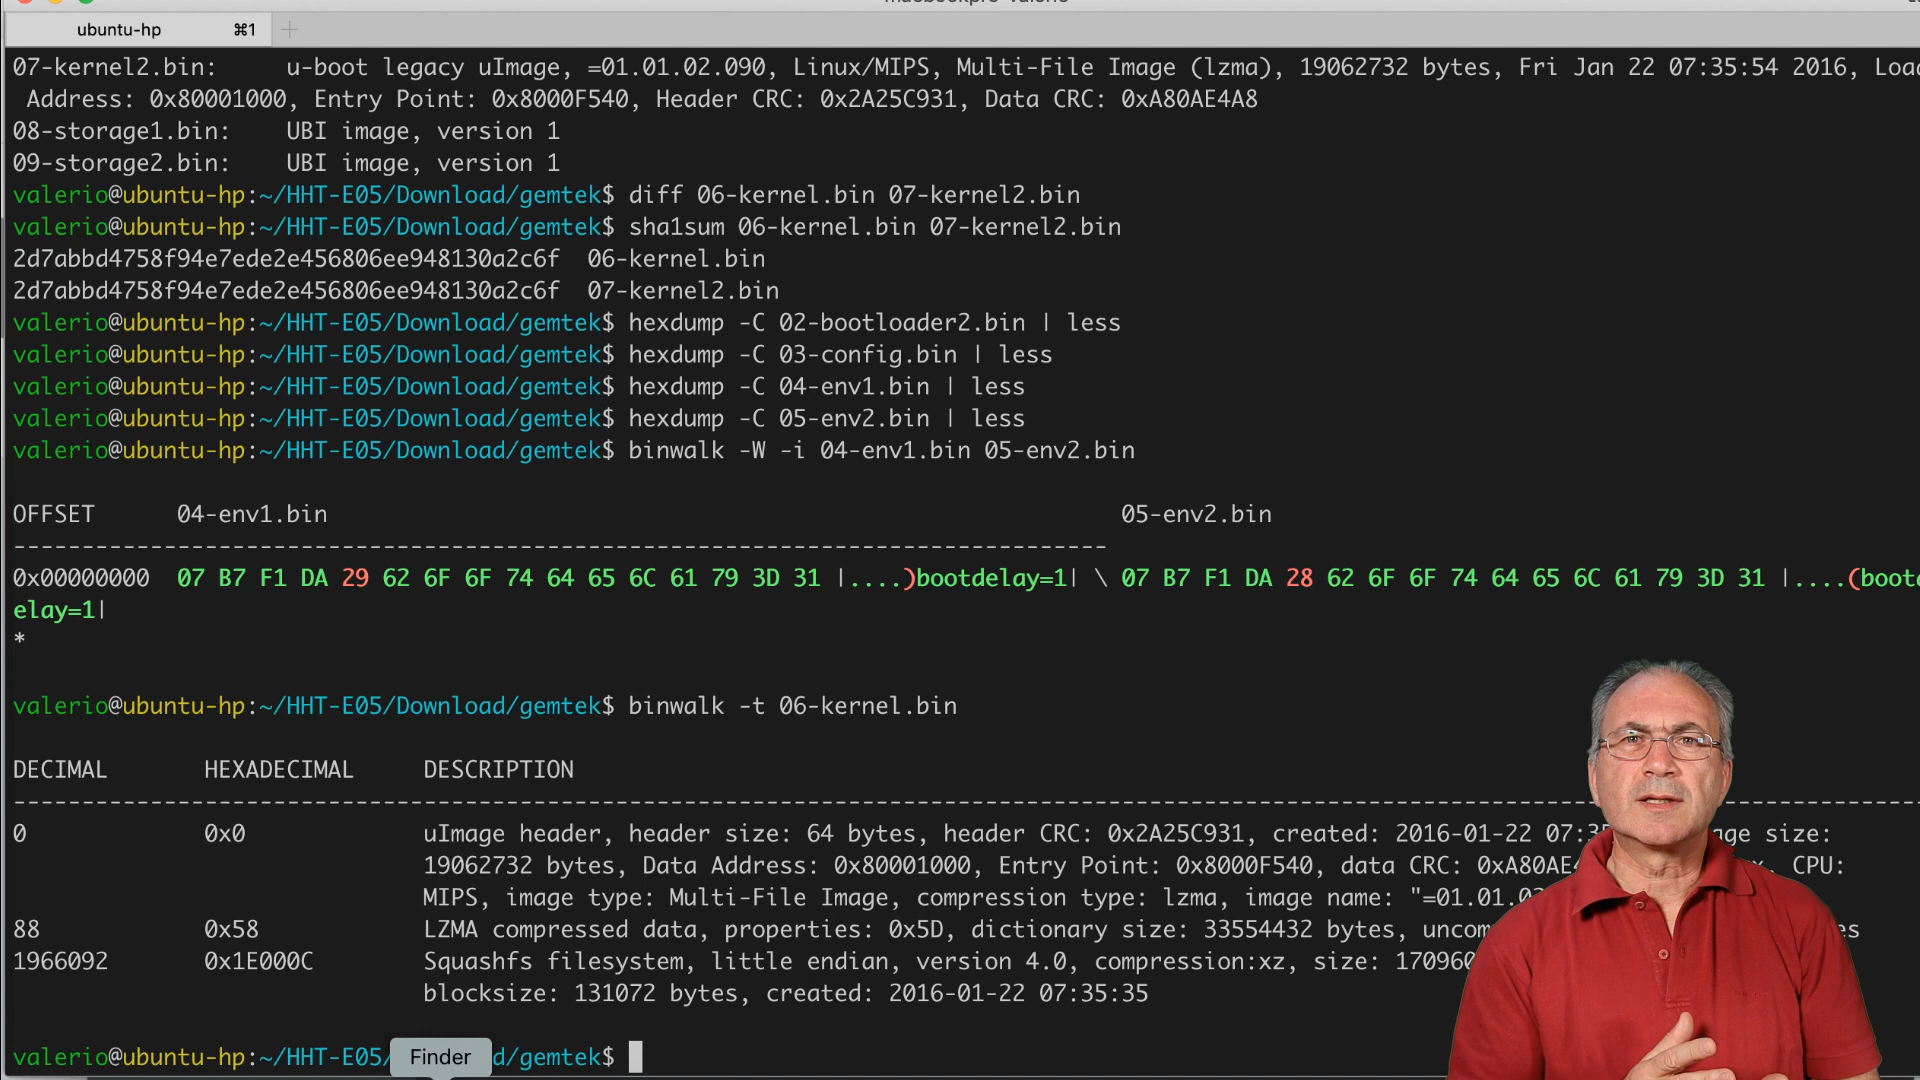 ubuntu-hp ⌘1
07-kernel2.bin: u-boot legacy uImage, =01.01.02.090, Linux/MIPS, Multi-File Image (lzma), 19062732 bytes, Fri Jan 22 07:35:54 2016, Loa
Address: 0x80001000, Entry Point: 0x8000F540, Header CRC: 0x2A25C931, Data CRC: 0xA80AE4A8
08-storage1.bin: UBI image, version 1
09-storage2.bin: UBI image, version 1
valerio@ubuntu-hp:~/HHT-E05/Download/gemtek$ diff 06-kernel.bin 07-kernel2.bin
valerio@ubuntu-hp:~/HHT-E05/Download/gemtek$ sha1sum 06-kernel.bin 07-kernel2.bin
2d7abbd4758f94e7ede2e456806ee948130a2c6f 06-kernel.bin
2d7abbd4758f94e7ede2e456806ee948130a2c6f 07-kernel2.bin
valerio@ubuntu-hp:~/HHT-E05/Download/gemtek$ hexdump -C 02-bootloader2.bin | less
valerio@ubuntu-hp:~/HHT-E05/Download/gemtek$ hexdump -C 03-config.bin | less
valerio@ubuntu-hp:~/HHT-E05/Download/gemtek$ hexdump -C 04-env1.bin | less
valerio@ubuntu-hp:~/HHT-E05/Download/gemtek$ hexdump -C 05-env2.bin | less
valerio@ubuntu-hp:~/HHT-E05/Download/gemtek$ binwalk -W -i 04-env1.bin 05-env2.bin
OFFSET 04-env1.bin 05-env2.bin
--------------------------------------------------------------------------------
0x00000000 07 B7 F1 DA 29 62 6F 6F 74 64 65 6C 61 79 3D 31 |....)bootdelay=1| \ 07 B7 F1 DA 28 62 6F 6F 74 64 65 6C 61 79 3D 31 |....(bootd
elay=1|
*
valerio@ubuntu-hp:~/HHT-E05/Download/gemtek$ binwalk -t 06-kernel.bin
DECIMAL HEXADECIMAL DESCRIPTION
--------------------------------------------------------------------------------
0 0x0 uImage header, header size: 64 bytes, header CRC: 0x2A25C931, created: 2016-01-22 07:35 age size:
19062732 bytes, Data Address: 0x80001000, Entry Point: 0x8000F540, data CRC: 0xA80AE4 x, CPU:
MIPS, image type: Multi-File Image, compression type: lzma, image name: "=01.01.0
88 0x58 LZMA compressed data, properties: 0x5D, dictionary size: 33554432 bytes, uncom es
1966092 0x1E000C Squashfs filesystem, little endian, version 4.0, compression:xz, size: 170960
blocksize: 131072 bytes, created: 2016-01-22 07:35:35
valerio@ubuntu-hp:~/HHT-E05/ Finder d/gemtek$